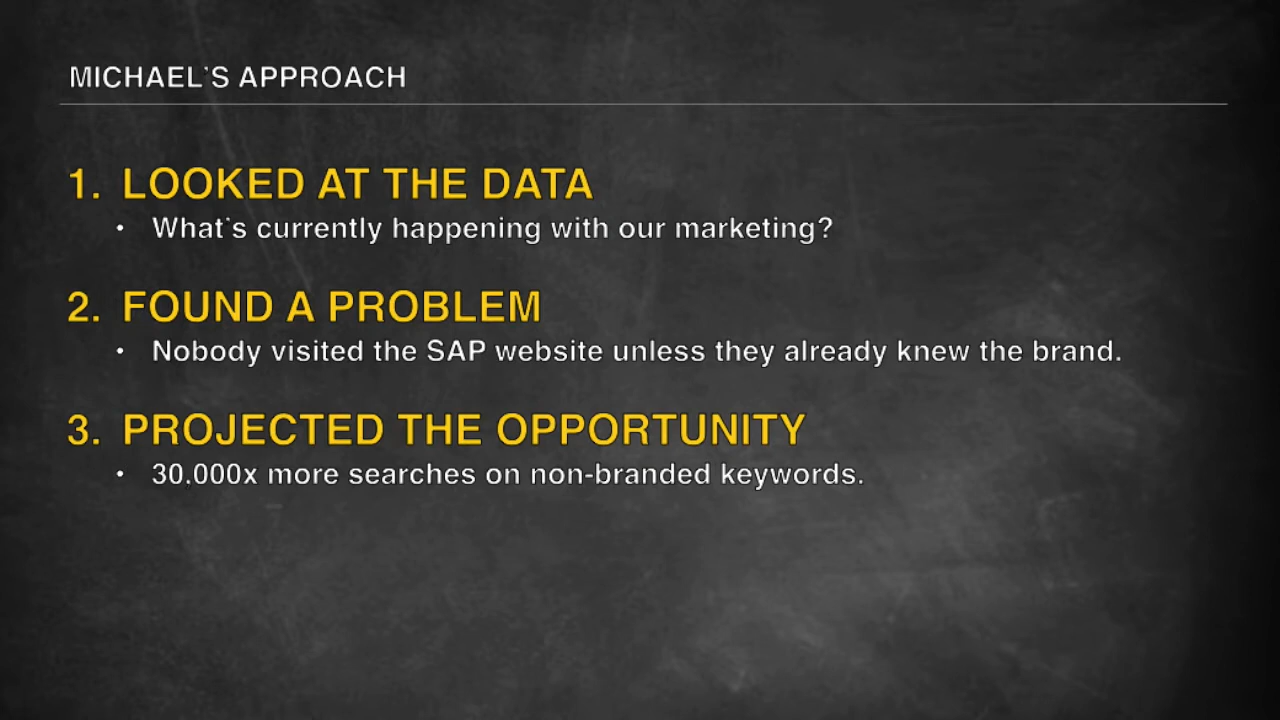 MICHAEL'S APPROACH
1. LOOKED AT THE DATA
• What's currently happening with our marketing?
2. FOUND A PROBLEM
• Nobody visited the SAP website unless they already knew the brand.
3. PROJECTED THE OPPORTUNITY
• 30,000x more searches on non-branded keywords.